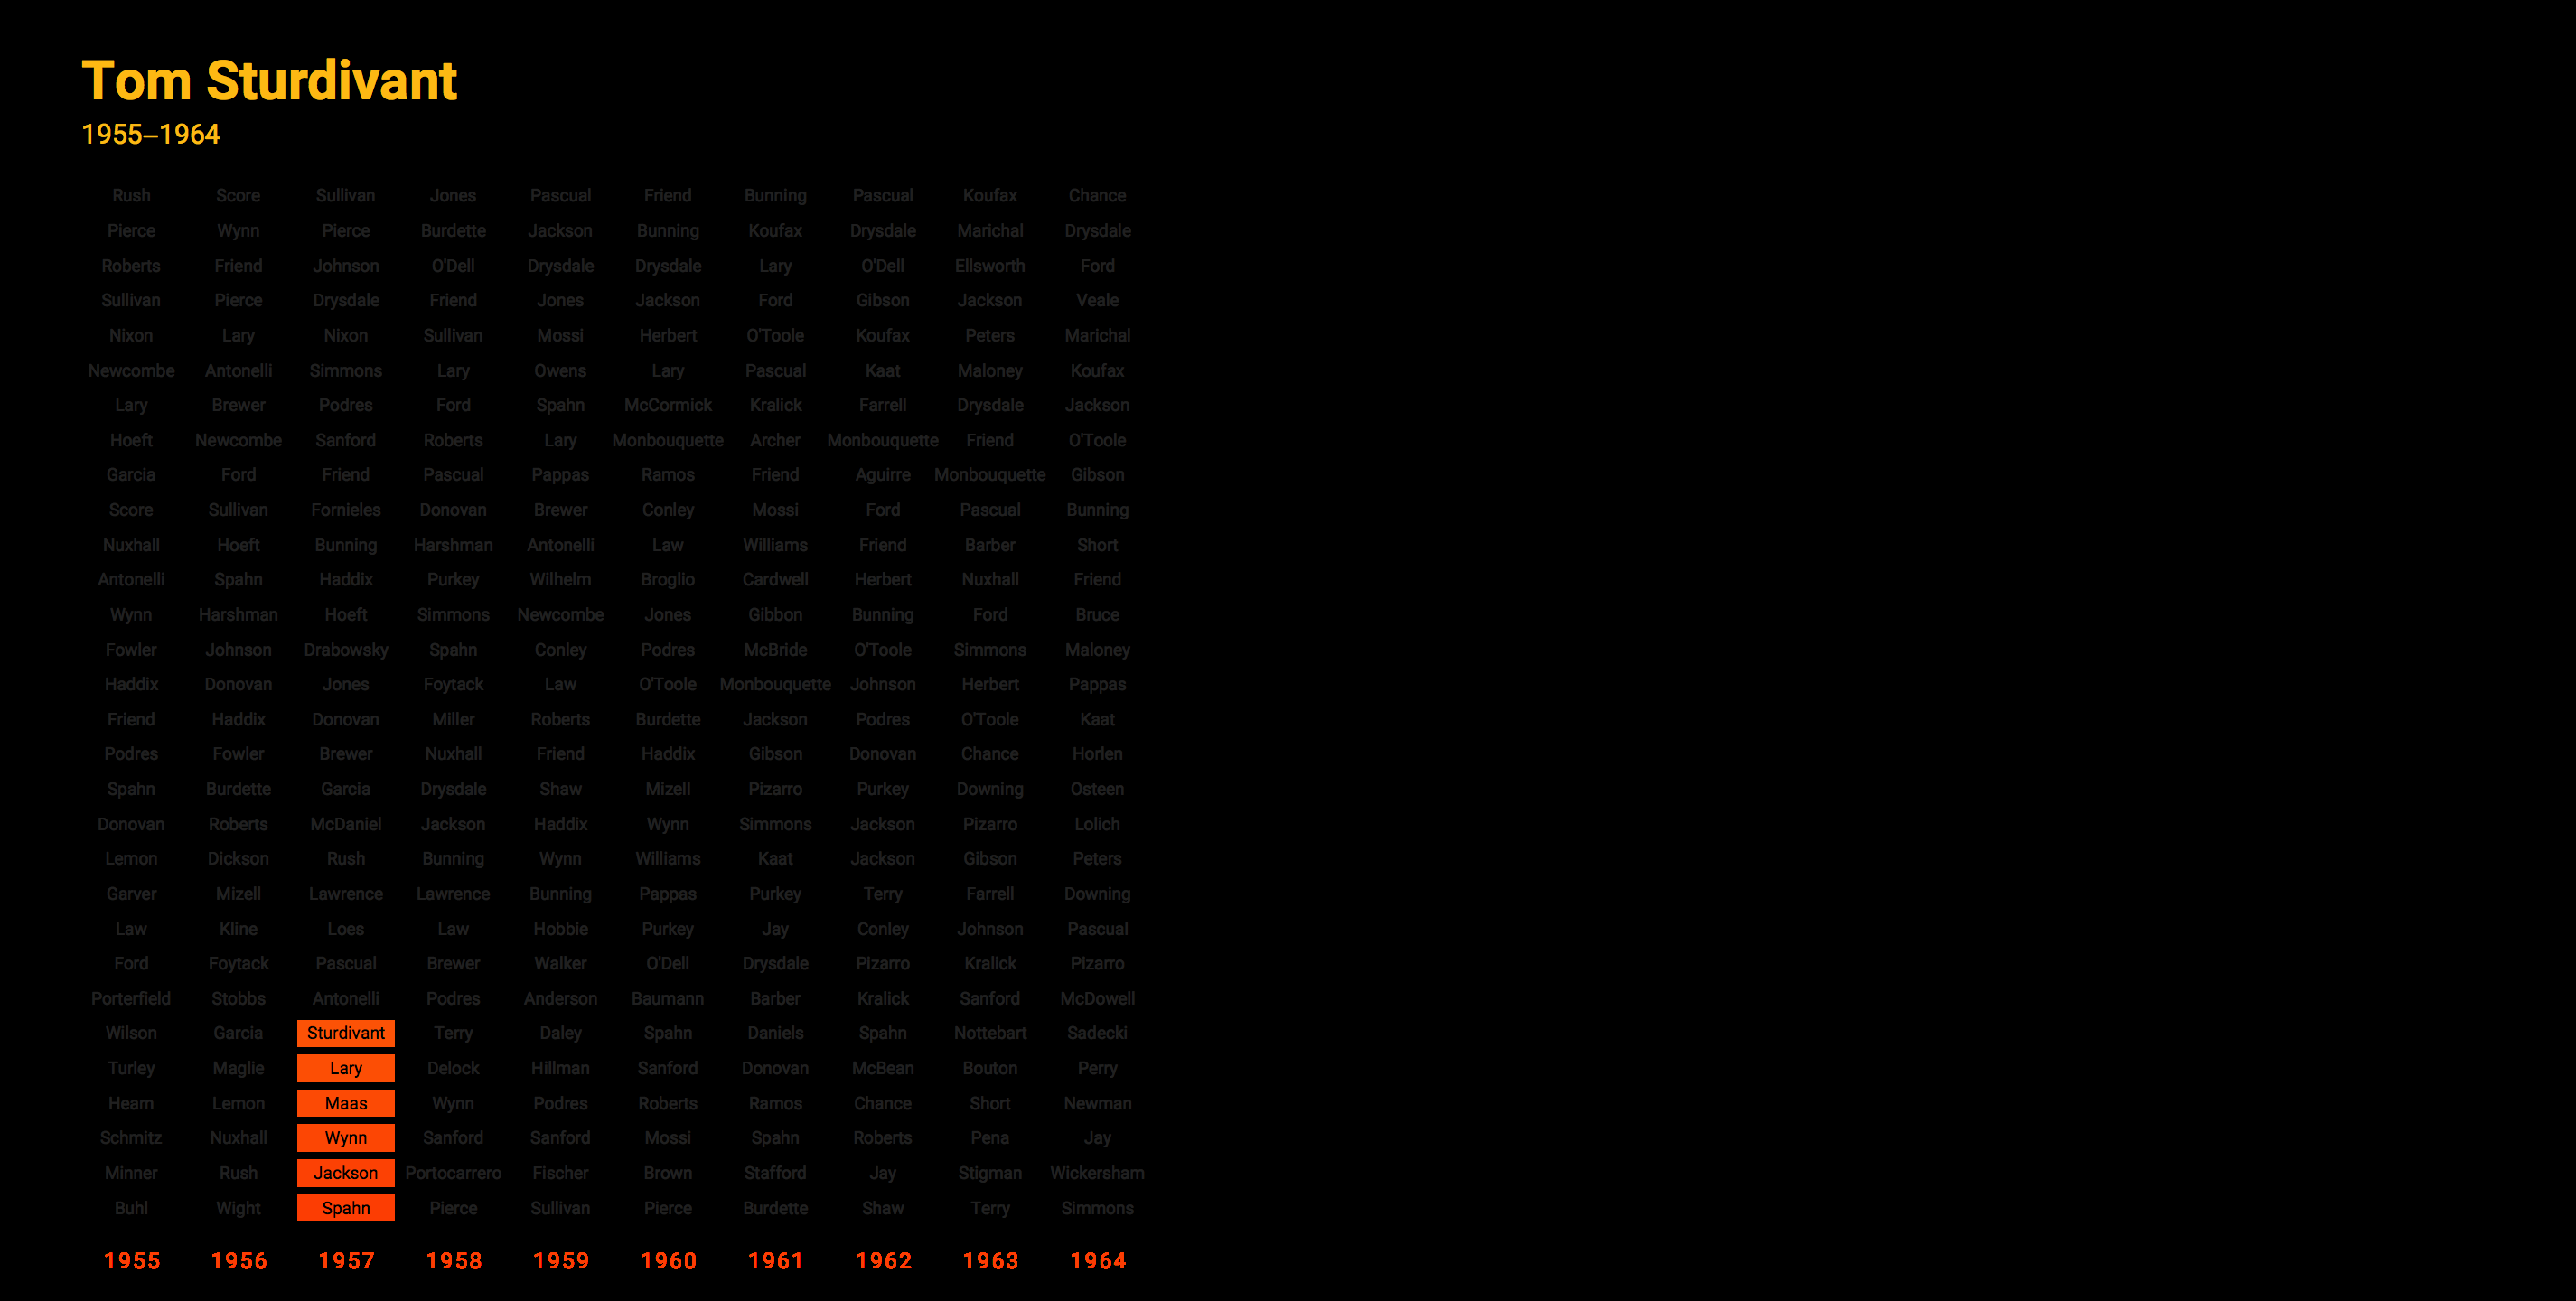 Tom Sturdivant
1955–1964
Rush Score Sullivan Jones Pascual Friend Bunning Pascual Koufax Chance
Pierce Wynn Pierce Burdette Jackson Bunning Koufax Drysdale Marichal Drysdale
Roberts Friend Johnson O'Dell Drysdale Drysdale Lary O'Dell Ellsworth Ford
Sullivan Pierce Drysdale Friend Jones Jackson Ford Gibson Jackson Veale
Nixon Lary Nixon Sullivan Mossi Herbert O'Toole Koufax Peters Marichal
Newcombe Antonelli Simmons Lary Owens Lary Pascual Kaat Maloney Koufax
Lary Brewer Podres Ford Spahn McCormick Kralick Farrell Drysdale Jackson
Hoeft Newcombe Sanford Roberts Lary Monbouquette Archer Monbouquette Friend O'Toole
Garcia Ford Friend Pascual Pappas Ramos Friend Aguirre Monbouquette Gibson
Score Sullivan Fornieles Donovan Brewer Conley Mossi Ford Pascual Bunning
Nuxhall Hoeft Bunning Harshman Antonelli Law Williams Friend Barber Short
Antonelli Spahn Haddix Purkey Wilhelm Broglio Cardwell Herbert Nuxhall Friend
Wynn Harshman Hoeft Simmons Newcombe Jones Gibbon Bunning Ford Bruce
Fowler Johnson Drabowsky Spahn Conley Podres McBride O'Toole Simmons Maloney
Haddix Donovan Jones Foytack Law O'Toole Monbouquette Johnson Herbert Pappas
Friend Haddix Donovan Miller Roberts Burdette Jackson Podres O'Toole Kaat
Podres Fowler Brewer Nuxhall Friend Haddix Gibson Donovan Chance Horlen
Spahn Burdette Garcia Drysdale Shaw Mizell Pizarro Purkey Downing Osteen
Donovan Roberts McDaniel Jackson Haddix Wynn Simmons Jackson Pizarro Lolich
Lemon Dickson Rush Bunning Wynn Williams Kaat Jackson Gibson Peters
Garver Mizell Lawrence Lawrence Bunning Pappas Purkey Terry Farrell Downing
Law Kline Loes Law Hobbie Purkey Jay Conley Johnson Pascual
Ford Foytack Pascual Brewer Walker O'Dell Drysdale Pizarro Kralick Pizarro
Porterfield Stobbs Antonelli Podres Anderson Baumann Barber Kralick Sanford McDowell
Wilson Garcia Sturdivant Terry Daley Spahn Daniels Spahn Nottebart Sadecki
Turley Maglie Lary Delock Hillman Sanford Donovan McBean Bouton Perry
Hearn Lemon Maas Wynn Podres Roberts Ramos Chance Short Newman
Schmitz Nuxhall Wynn Sanford Sanford Mossi Spahn Roberts Pena Jay
Minner Rush Jackson Portocarrero Fischer Brown Stafford Jay Stigman Wickersham
Buhl Wight Spahn Pierce Sullivan Pierce Burdette Shaw Terry Simmons
1955 1956 1957 1958 1959 1960 1961 1962 1963 1964